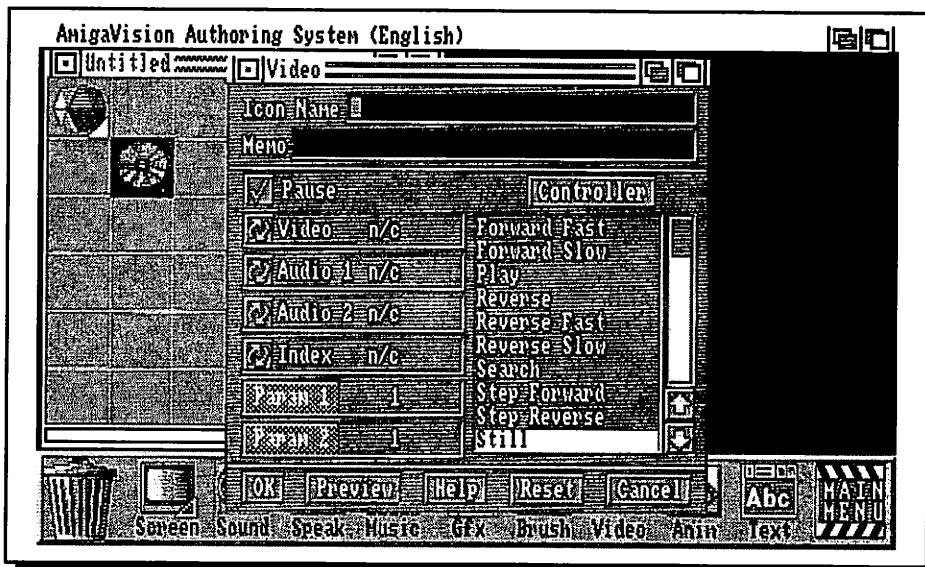 AmigaVision Authoring System (English)
Untitled
Video
Icon Name
Memo
Pause
Controller
Video n/c
Audio 1 n/c
Audio 2 n/c
Index n/c
Param 1 1
Param 2 1
Forward Fast
Forward Slow
Play
Reverse
Reverse Fast
Reverse Slow
Search
Step Forward
Step Reverse
Still
OK Preview Help Reset Cancel
Abc
MAIN
MENU
Screen Sound Speak Music Gfx Brush Video Anim Text